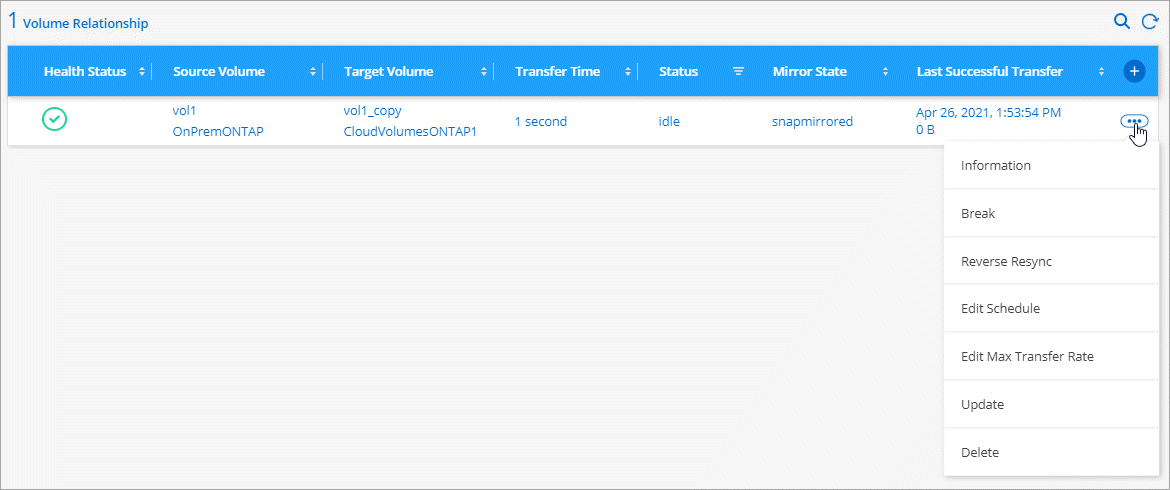 1 Volume Relationship
Health Status Source Volume Target Volume Transfer Time Status Mirror State Last Successful Transfer +
vol1 vol1_copy Apr 26, 2021, 1:53:54 PM
OnPremONTAP CloudVolumesONTAP1 1 second idle snapmirrored 0 B
Information
Break
Reverse Resync
Edit Schedule
Edit Max Transfer Rate
Update
Delete